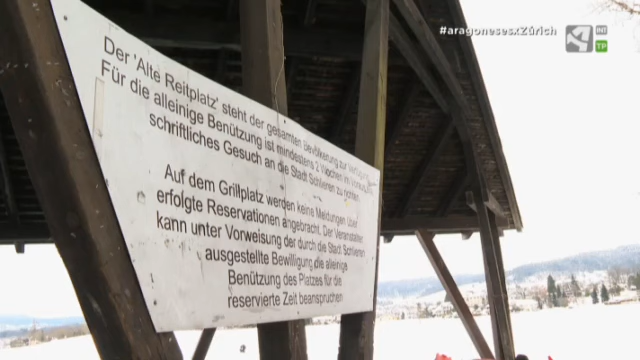 #aragonesesxZürich
INT
TP
Der 'Alte Reitplatz' steht der gesamten Bevölkerung zur
Für die alleinige Benützung ist mindestens 2 Wochen im
schriftliches Gesuch an die Stadt Schlieren zu richten.
Auf dem Grillplatz werden keine Meldungen über
erfolgte Reservationen angebracht. Der Veranstalter
kann unter Vorweisung der durch die Stadt Schlieren
ausgestellte Bewilligung die alleinige
Benützung des Platzes für die
reservierte Zeit beanspruchen